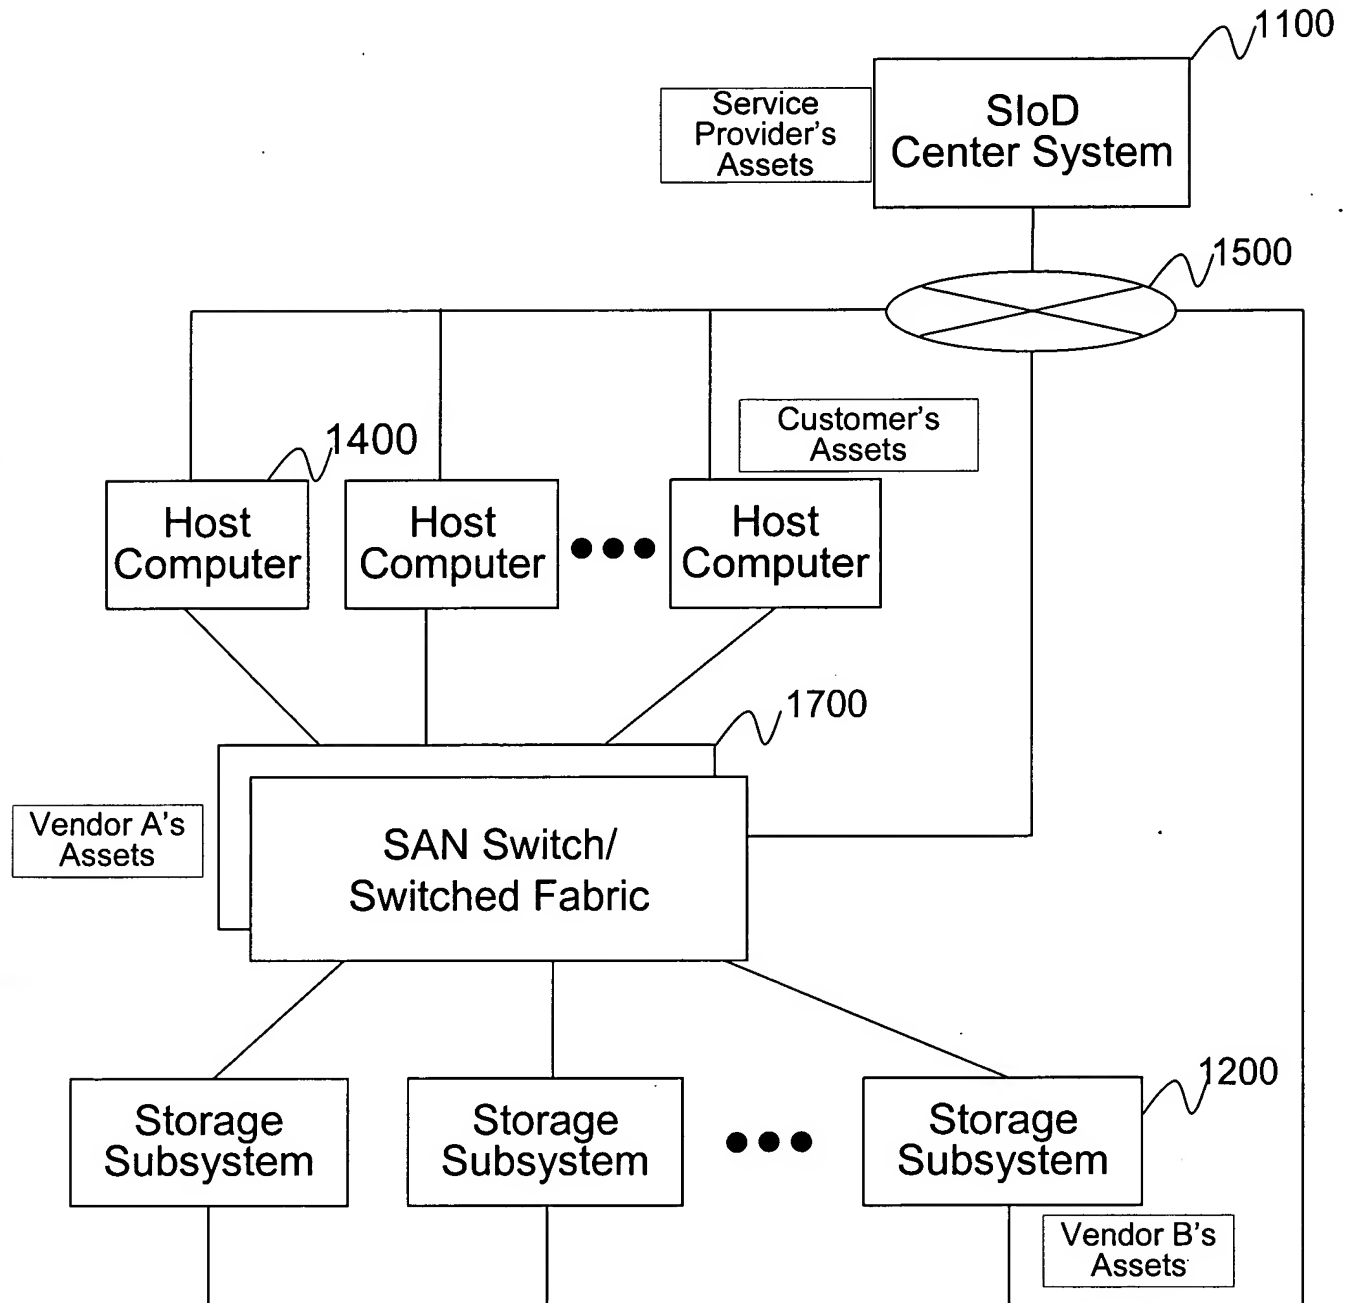 1100
Service
Provider's
Assets
SIoD
Center System
1500
Customer's
Assets
1400
Host
Computer
Host
Computer
Host
Computer
1700
Vendor A's
Assets
SAN Switch/
Switched Fabric
1200
Storage
Subsystem
Storage
Subsystem
Storage
Subsystem
Vendor B's
Assets